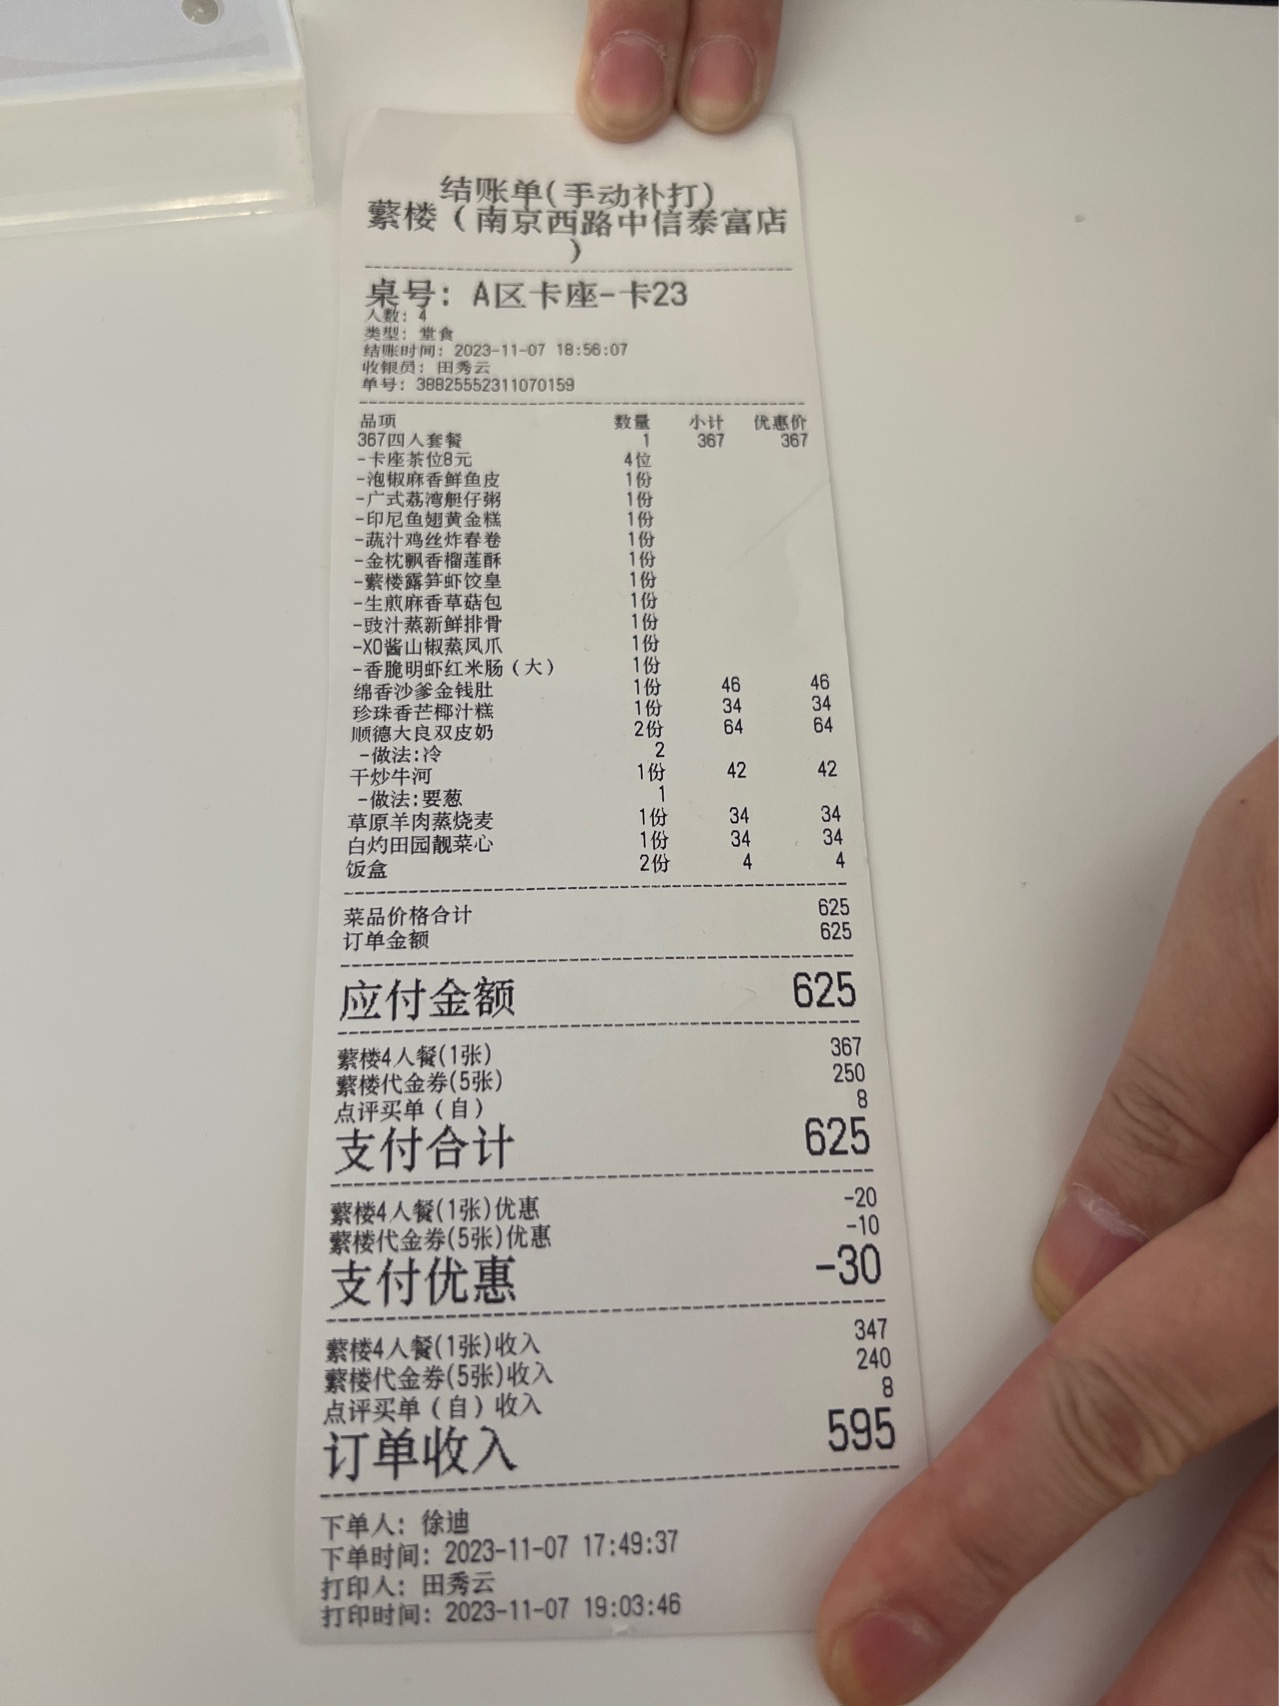 结账单(手动补打)
蘩楼（南京西路中信泰富店
）
桌号: A区卡座-卡23
人数: 4
类型: 堂食
结账时间: 2023-11-07 18:56:07
收银员: 田秀云
单号: 38825552311070159
品项 数量 小计 优惠价
367四人套餐 1 367 367
-卡座茶位8元 4位
-泡椒麻香鲜鱼皮 1份
-广式荔湾艇仔粥 1份
-印尼鱼翅黄金糕 1份
-蔬汁鸡丝炸春卷 1份
-金枕飘香榴莲酥 1份
-蘩楼露笋虾饺皇 1份
-生煎麻香草菇包 1份
-豉汁蒸新鲜排骨 1份
-XO酱山椒蒸凤爪 1份
-香脆明虾红米肠（大） 1份
绵香沙爹金钱肚 1份 46 46
珍珠香芒椰汁糕 1份 34 34
顺德大良双皮奶 2份 64 64
-做法:冷 2
干炒牛河 1份 42 42
-做法:要葱 1
草原羊肉蒸烧麦 1份 34 34
白灼田园靓菜心 1份 34 34
饭盒 2份 4 4
菜品价格合计 625
订单金额 625
应付金额 625
蘩楼4人餐(1张) 367
蘩楼代金券(5张) 250
点评买单（自） 8
支付合计 625
蘩楼4人餐(1张)优惠 -20
蘩楼代金券(5张)优惠 -10
支付优惠 -30
蘩楼4人餐(1张)收入 347
蘩楼代金券(5张)收入 240
点评买单（自）收入 8
订单收入 595
下单人: 徐迪
下单时间: 2023-11-07 17:49:37
打印人: 田秀云
打印时间: 2023-11-07 19:03:46